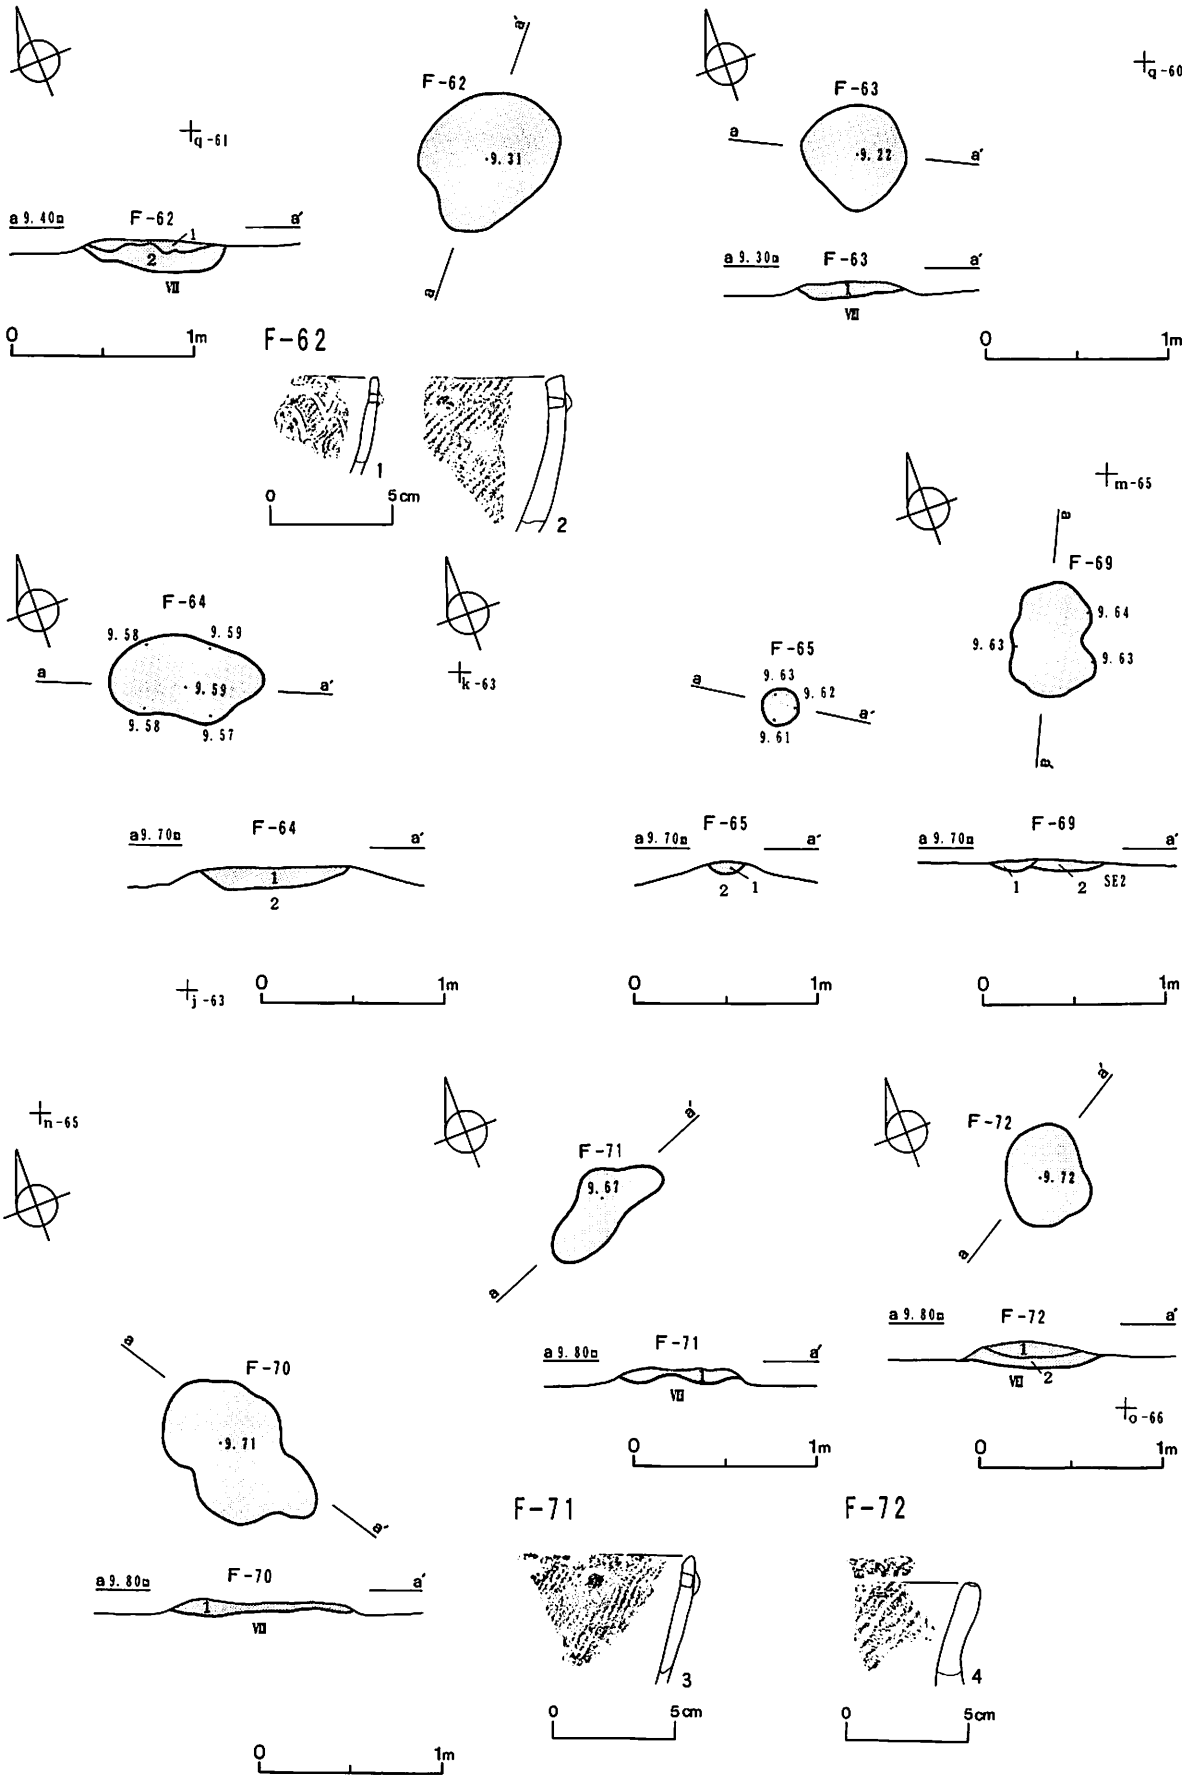 a'
F-62
9.31
a
q-61
a 9.40m
F-62
a'
1
2
VII
0
1m
q-60
F-63
a
9.22
a'
a 9.30m
F-63
a'
1
VII
0
1m
F-62
1
2
0
5cm
F-64
9.58
9.59
a
9.59
a'
9.58
9.57
k-63
a 9.70m
F-64
a'
1
2
j-63
0
1m
F-65
9.63
a
9.62
a'
9.61
a 9.70m
F-65
a'
2
1
0
1m
m-65
a
F-69
9.64
9.63
9.63
a'
a 9.70m
F-69
a'
1
2
SE2
0
1m
n-65
a
F-70
9.71
a'
a 9.80m
F-70
a'
1
VII
0
1m
a'
F-71
9.67
a
a 9.80m
F-71
a'
1
VII
0
1m
a'
F-72
9.72
a
a 9.80m
F-72
a'
1
2
VII
o-66
0
1m
F-71
3
0
5cm
F-72
4
0
5cm